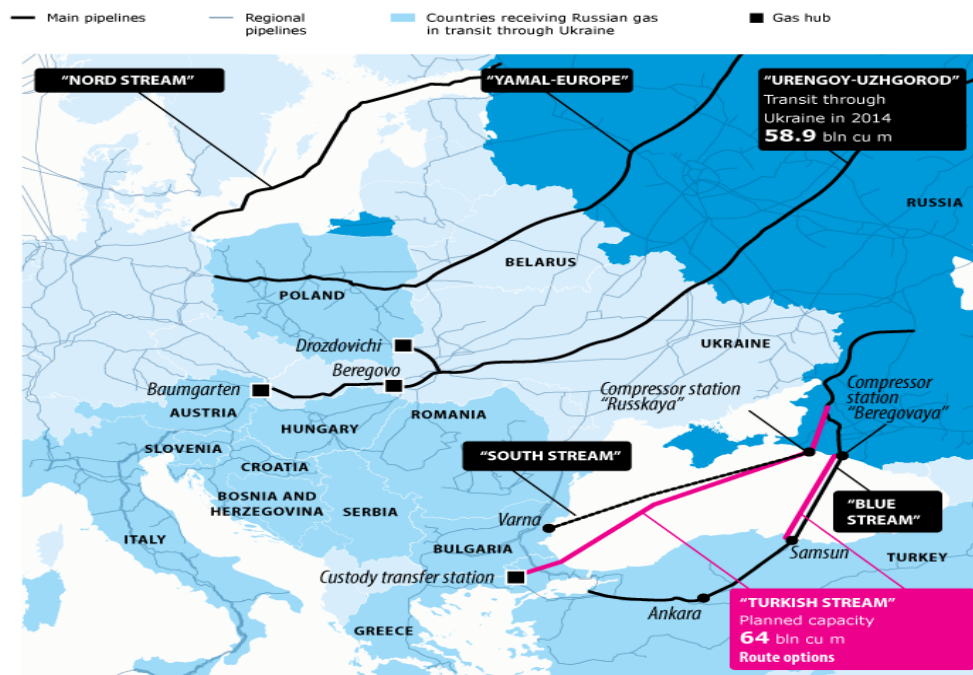 Main pipelines
Regional
pipelines
Countries receiving Russian gas
in transit through Ukraine
Gas hub
“NORD STREAM”
“YAMAL-EUROPE”
“URENGOY-UZHGOROD”
Transit through
Ukraine in 2014
58.9 bln cu m
RUSSIA
BELARUS
POLAND
Drozdovichi
UKRAINE
Beregovo
Baumgarten
Compressor station
“Russkaya”
Compressor
station
“Beregovaya”
AUSTRIA
ROMANIA
HUNGARY
SLOVENIA
CROATIA
“SOUTH STREAM”
BOSNIA AND
HERZEGOVINA
SERBIA
“BLUE
STREAM”
Varna
ITALY
BULGARIA
Samsun
TURKEY
Custody transfer station
Ankara
GREECE
“TURKISH STREAM”
Planned capacity
64 bln cu m
Route options